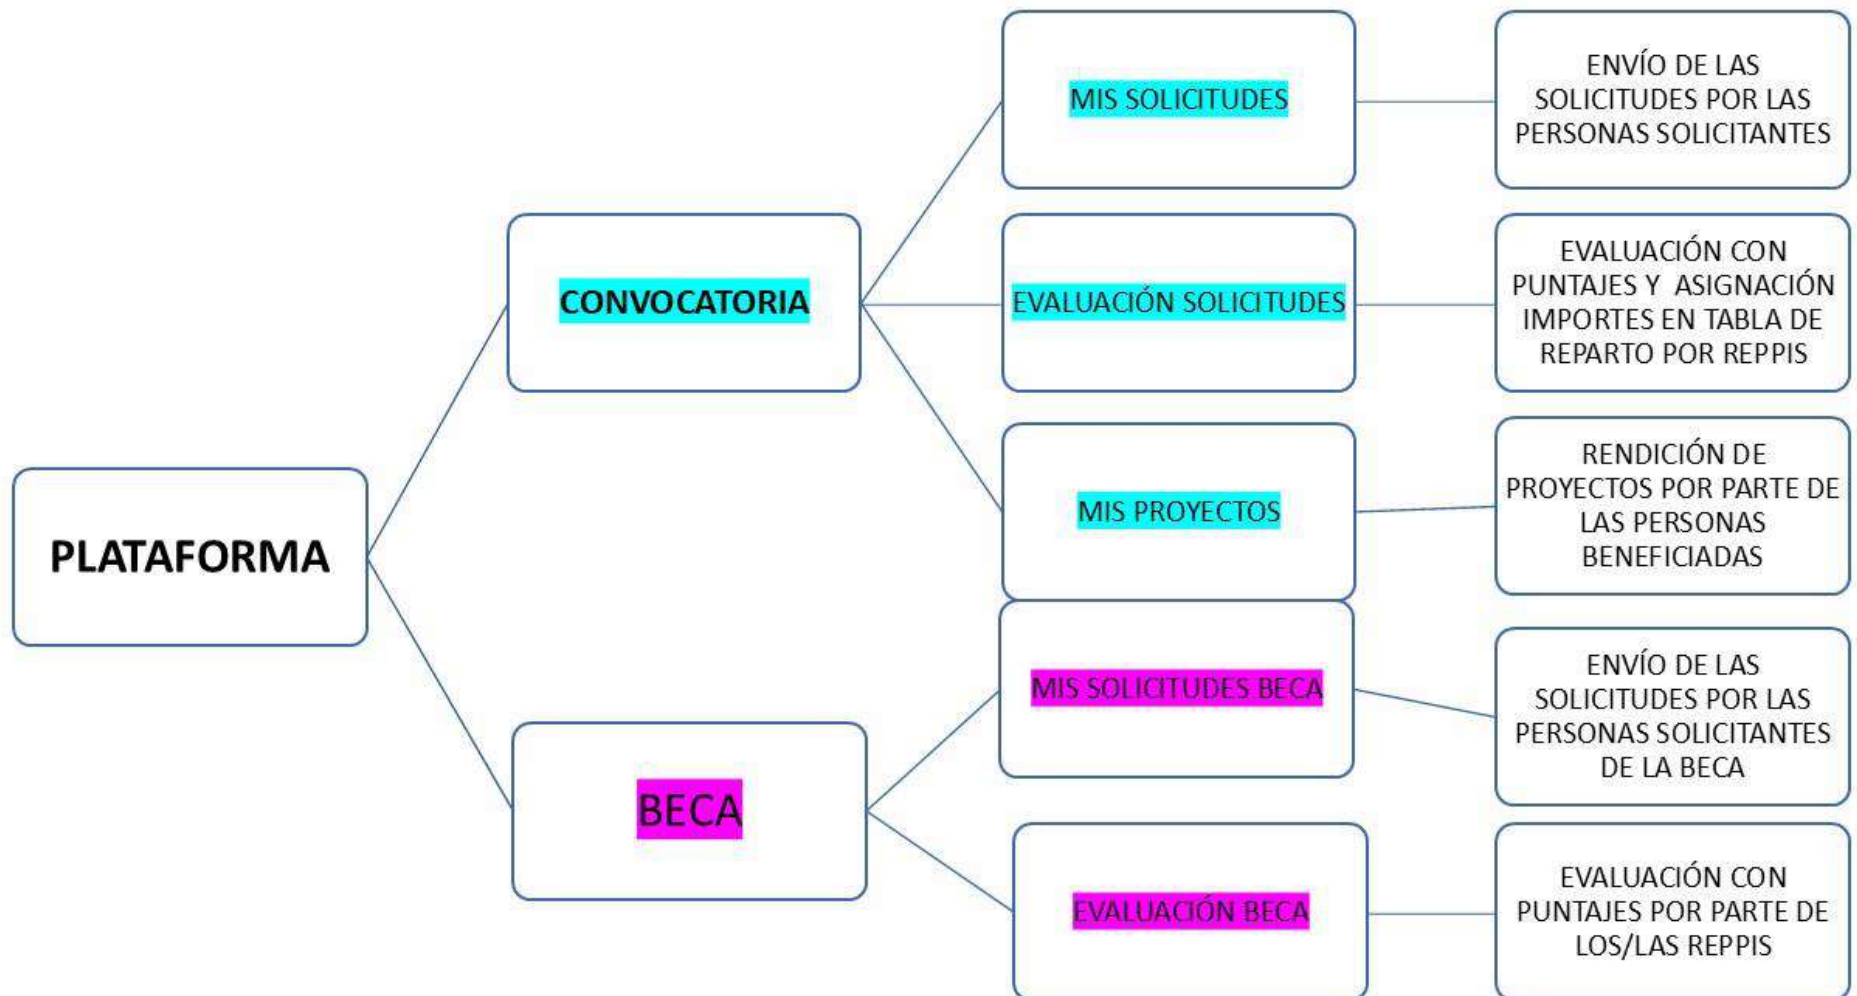 PLATAFORMA
CONVOCATORIA
MIS SOLICITUDES
ENVÍO DE LAS
SOLICITUDES POR LAS
PERSONAS SOLICITANTES
EVALUACIÓN SOLICITUDES
EVALUACIÓN CON
PUNTAJES Y ASIGNACIÓN
IMPORTES EN TABLA DE
REPARTO POR REPPIS
MIS PROYECTOS
RENDICIÓN DE
PROYECTOS POR PARTE DE
LAS PERSONAS
BENEFICIADAS
BECA
MIS SOLICITUDES BECA
ENVÍO DE LAS
SOLICITUDES POR LAS
PERSONAS SOLICITANTES
DE LA BECA
EVALUACIÓN BECA
EVALUACIÓN CON
PUNTAJES POR PARTE DE
LOS/LAS REPPIS